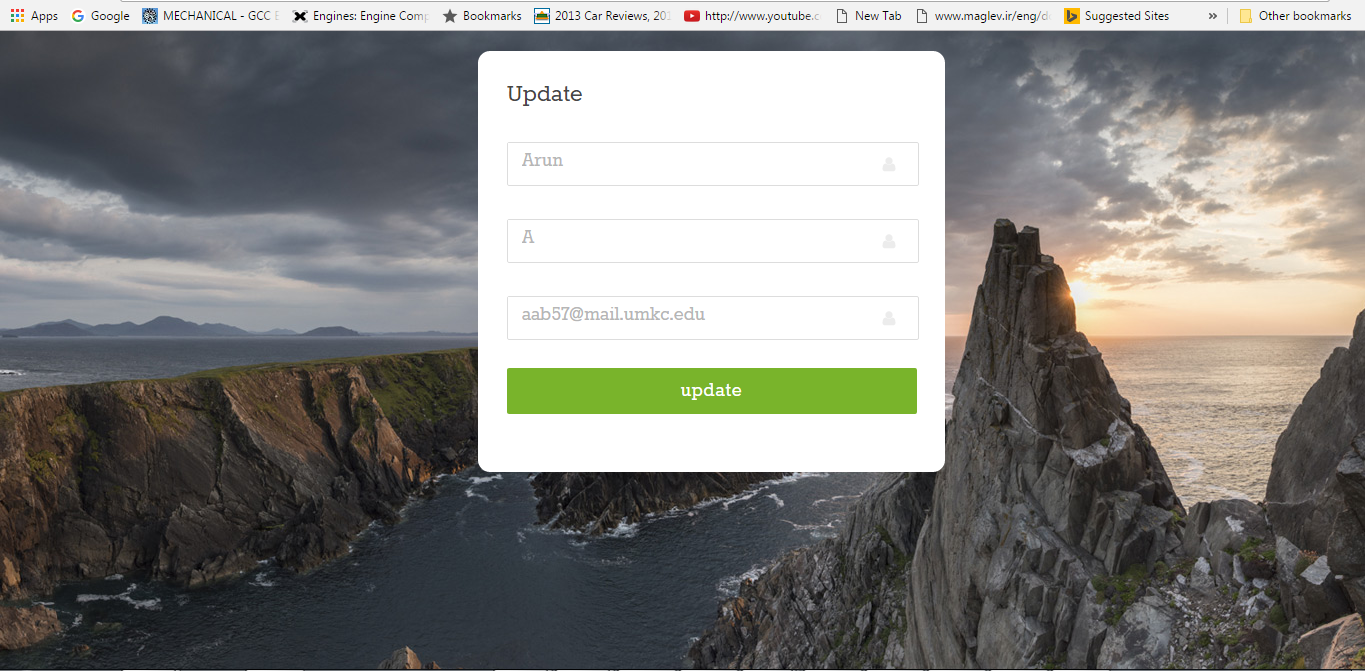 Apps Google MECHANICAL - GCC Engines: Engine Comp Bookmarks 2013 Car Reviews, 201 http://www.youtube.c New Tab www.maglev.ir/eng/d Suggested Sites » Other bookmarks
Update
Arun
A
aab57@mail.umkc.edu
update